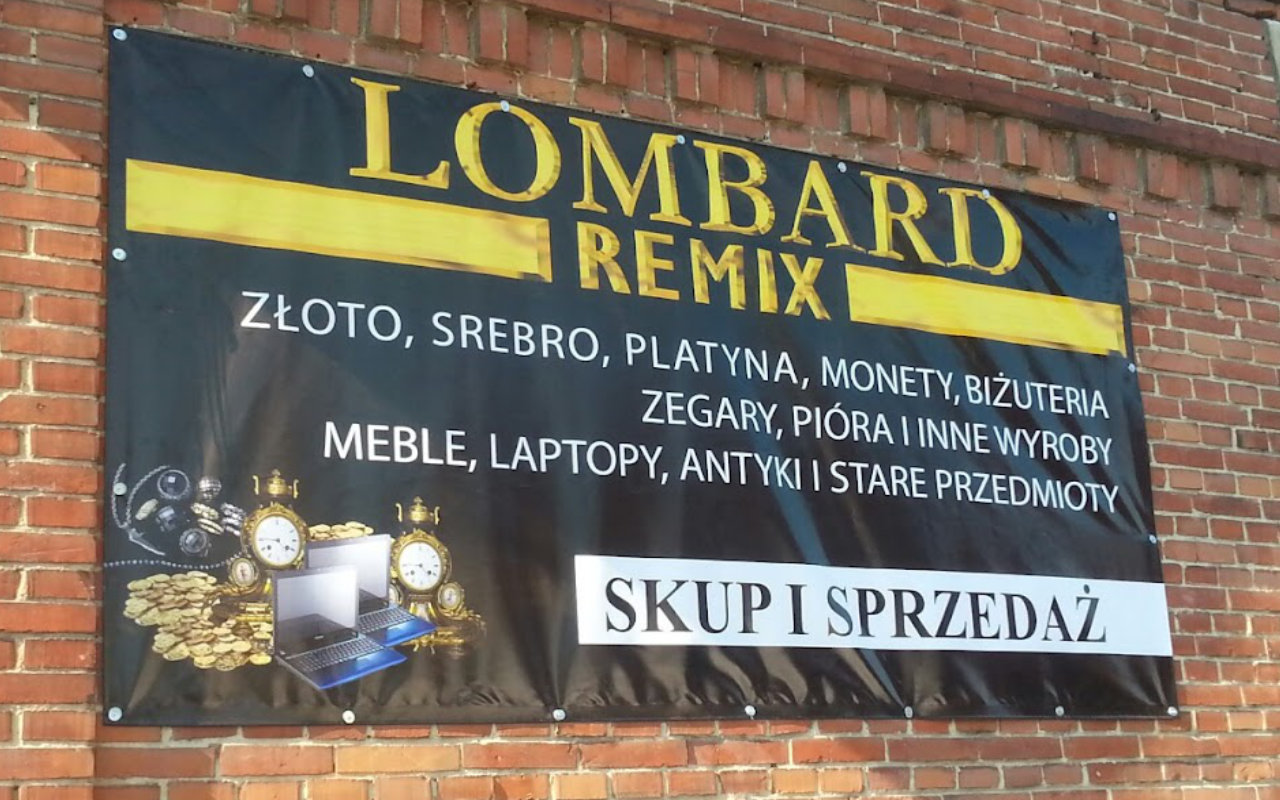 LOMBARD
REMIX
ZŁOTO, SREBRO, PLATYNA, MONETY, BIŻUTERIA
ZEGARY, PIÓRA I INNE WYROBY
MEBLE, LAPTOPY, ANTYKI I STARE PRZEDMIOTY
SKUP I SPRZEDAŻ